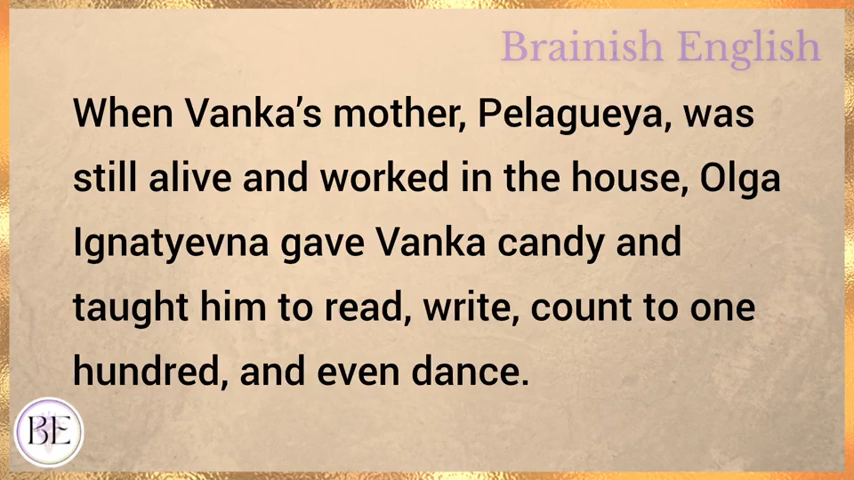 Brainish English
When Vanka’s mother, Pelagueya, was
still alive and worked in the house, Olga
Ignatyevna gave Vanka candy and
taught him to read, write, count to one
hundred, and even dance.
BE